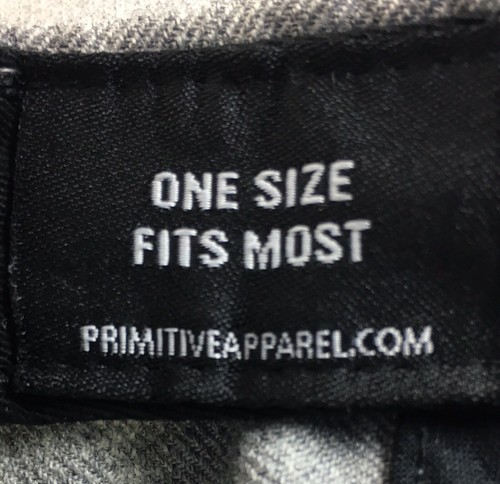 ONE SIZE
FITS MOST
PRIMITIVEAPPAREL.COM